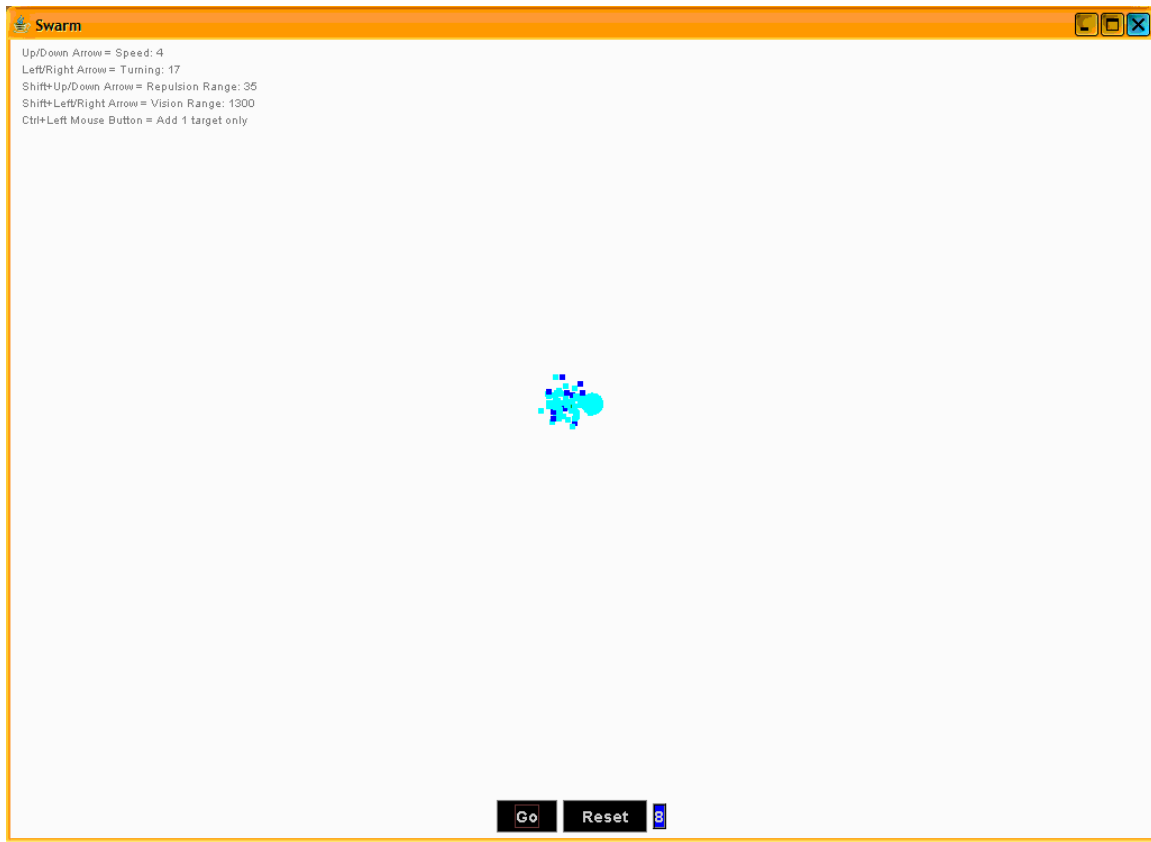 Swarm
Up/Down Arrow = Speed: 4
Left/Right Arrow = Turning: 17
Shift+Up/Down Arrow = Repulsion Range: 35
Shift+Left/Right Arrow = Vision Range: 1300
Ctrl+Left Mouse Button = Add 1 target only
Go Reset 8